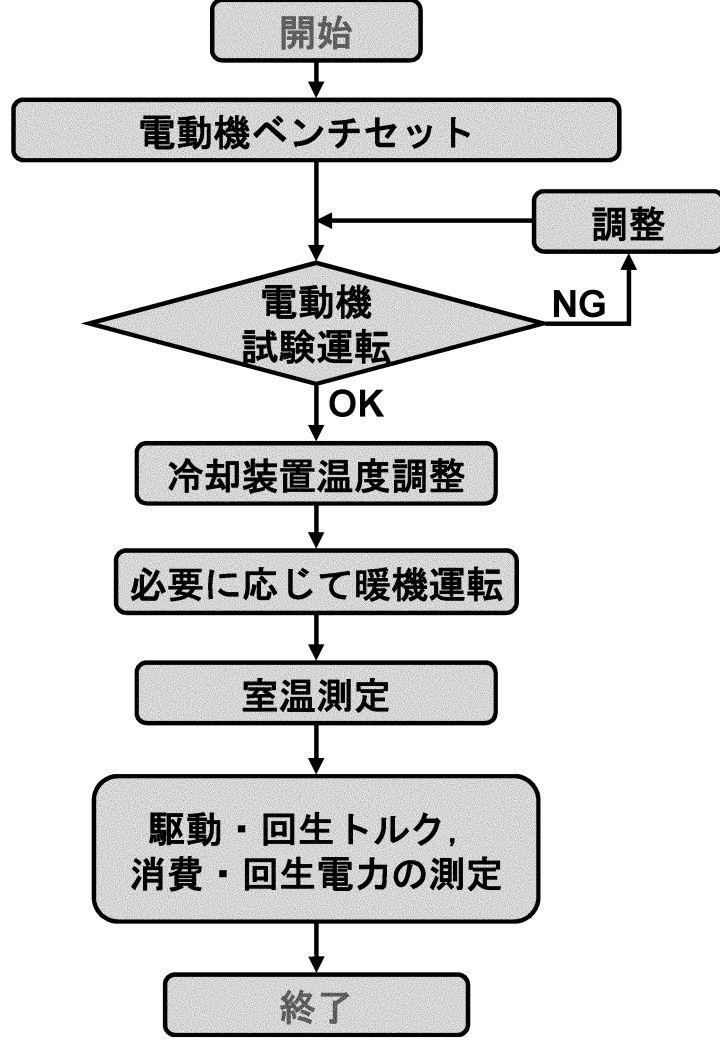 開始
電動機ベンチセット
調整
電動機
試験運転
NG
OK
冷却装置温度調整
必要に応じて暖機運転
室温測定
駆動・回生トルク,
消費・回生電力の測定
終了